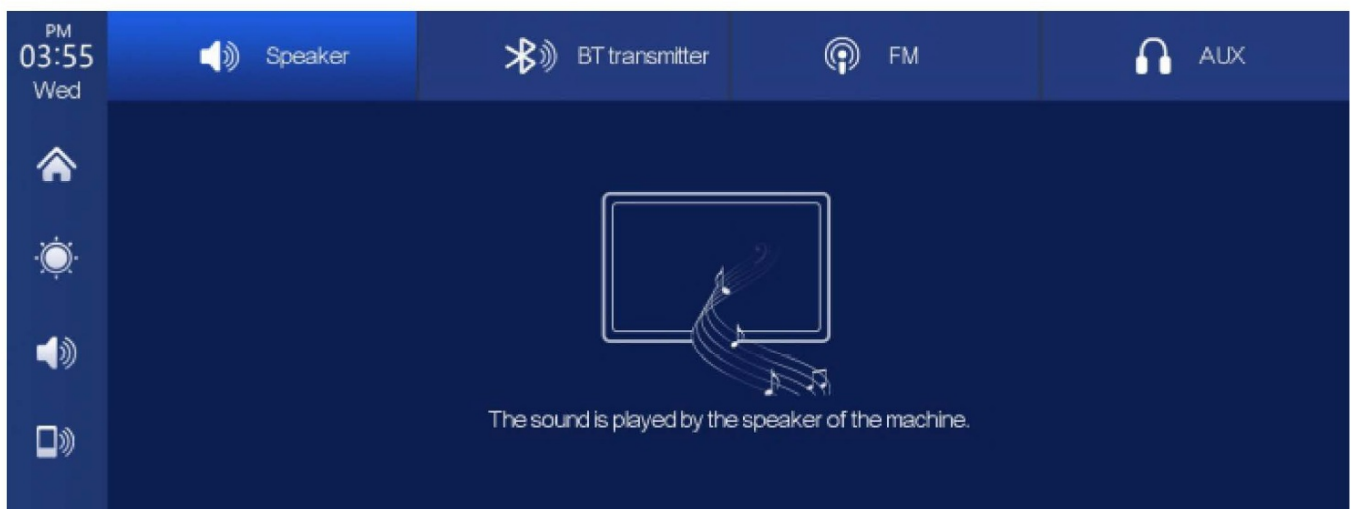 PM
03:55
Wed
Speaker
BT transmitter
FM
AUX
The sound is played by the speaker of the machine.